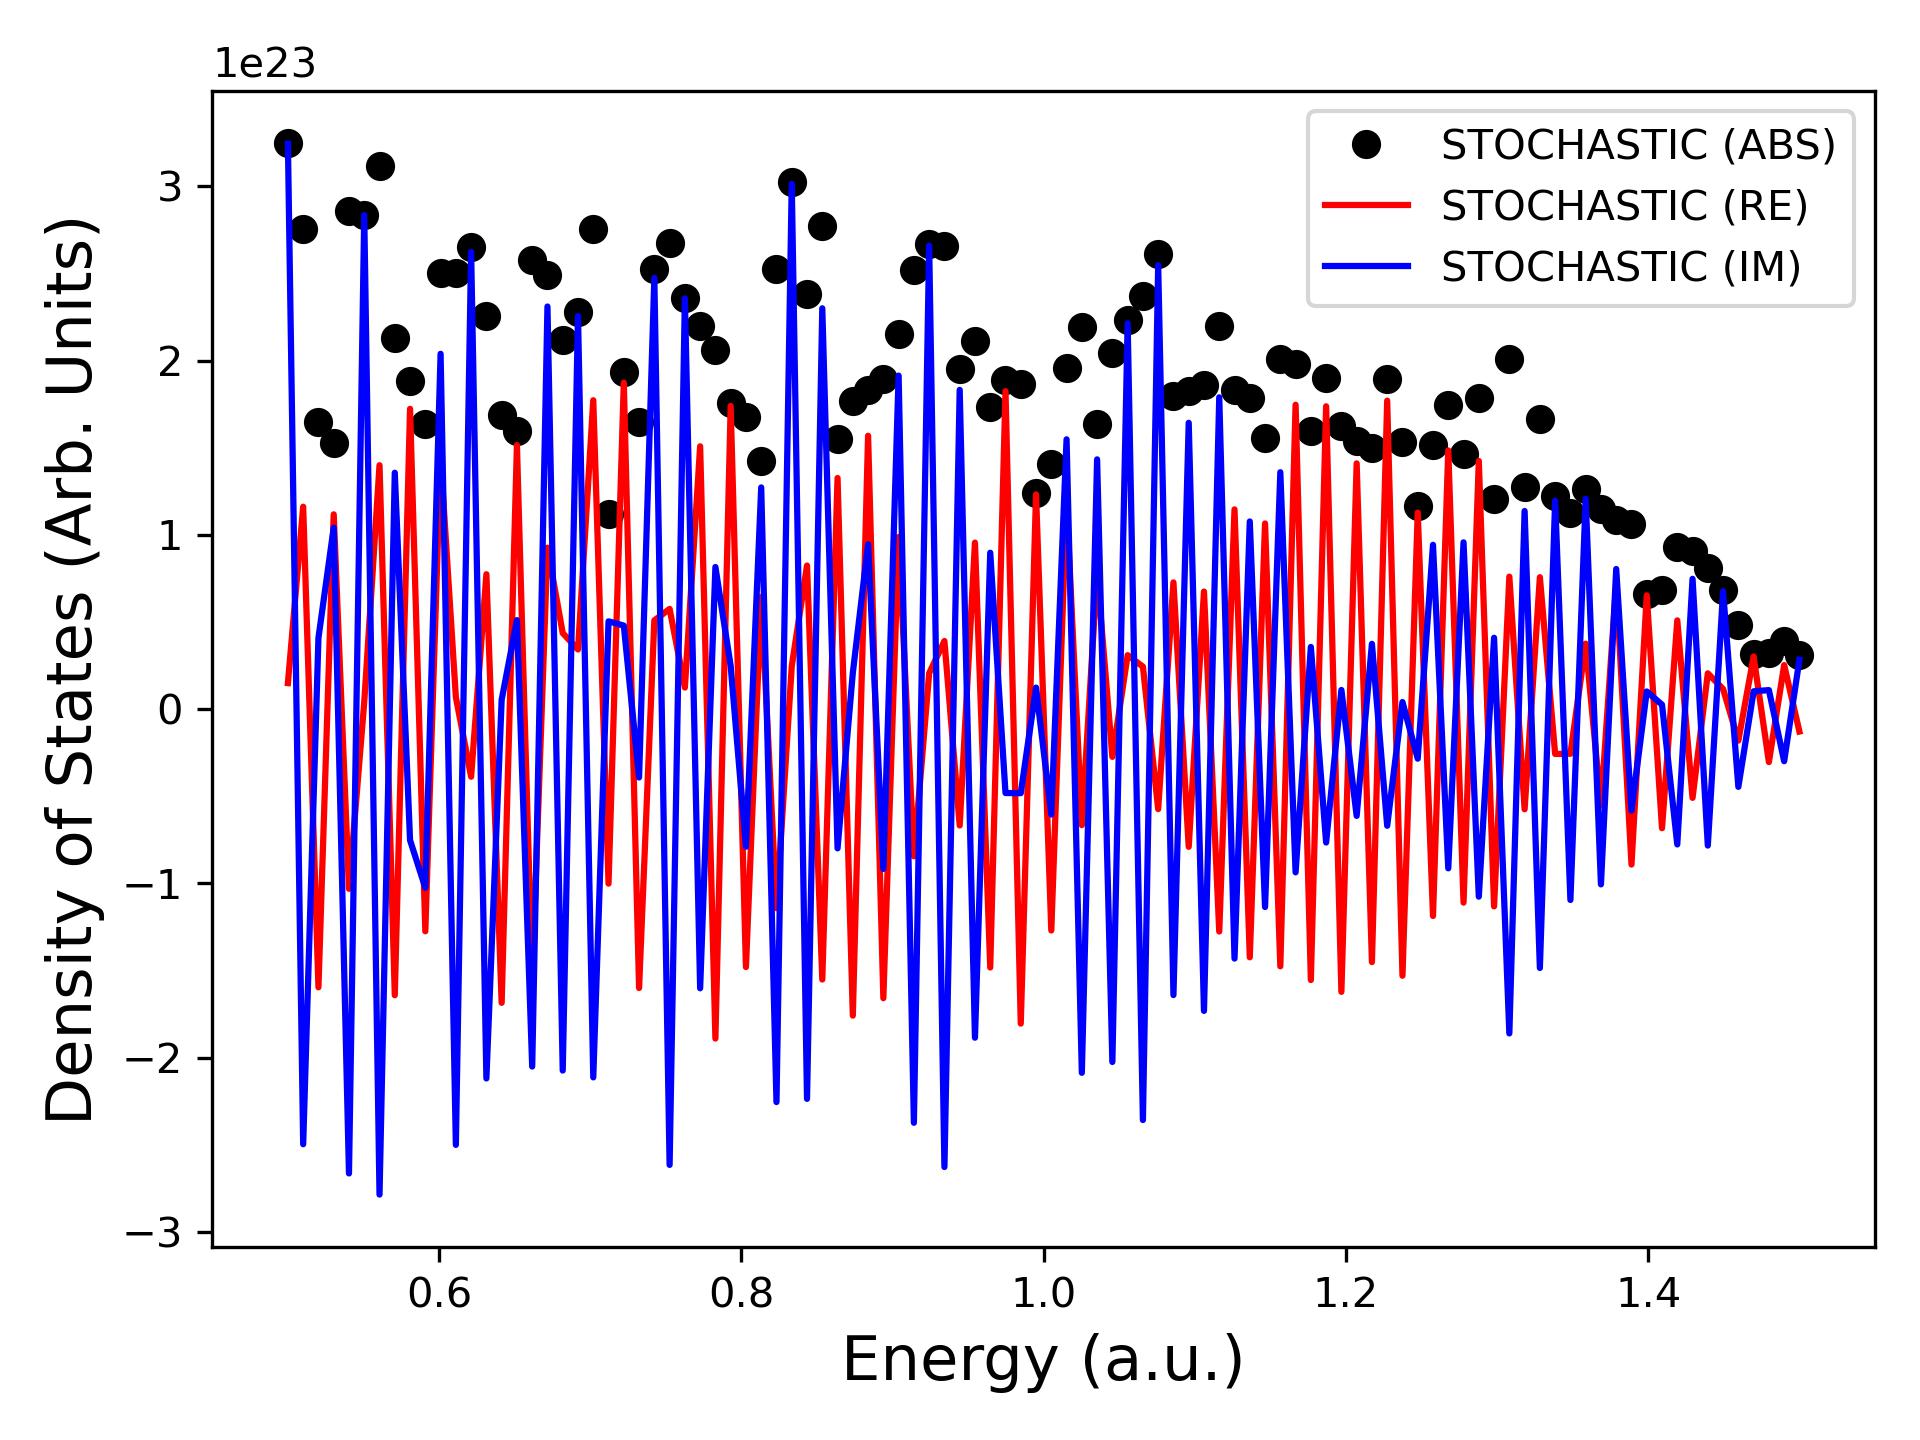 1e23
STOCHASTIC (ABS)
STOCHASTIC (RE)
STOCHASTIC (IM)
3
2
1
0
−1
−2
−3
Density of States (Arb. Units)
0.6 0.8 1.0 1.2 1.4
Energy (a.u.)